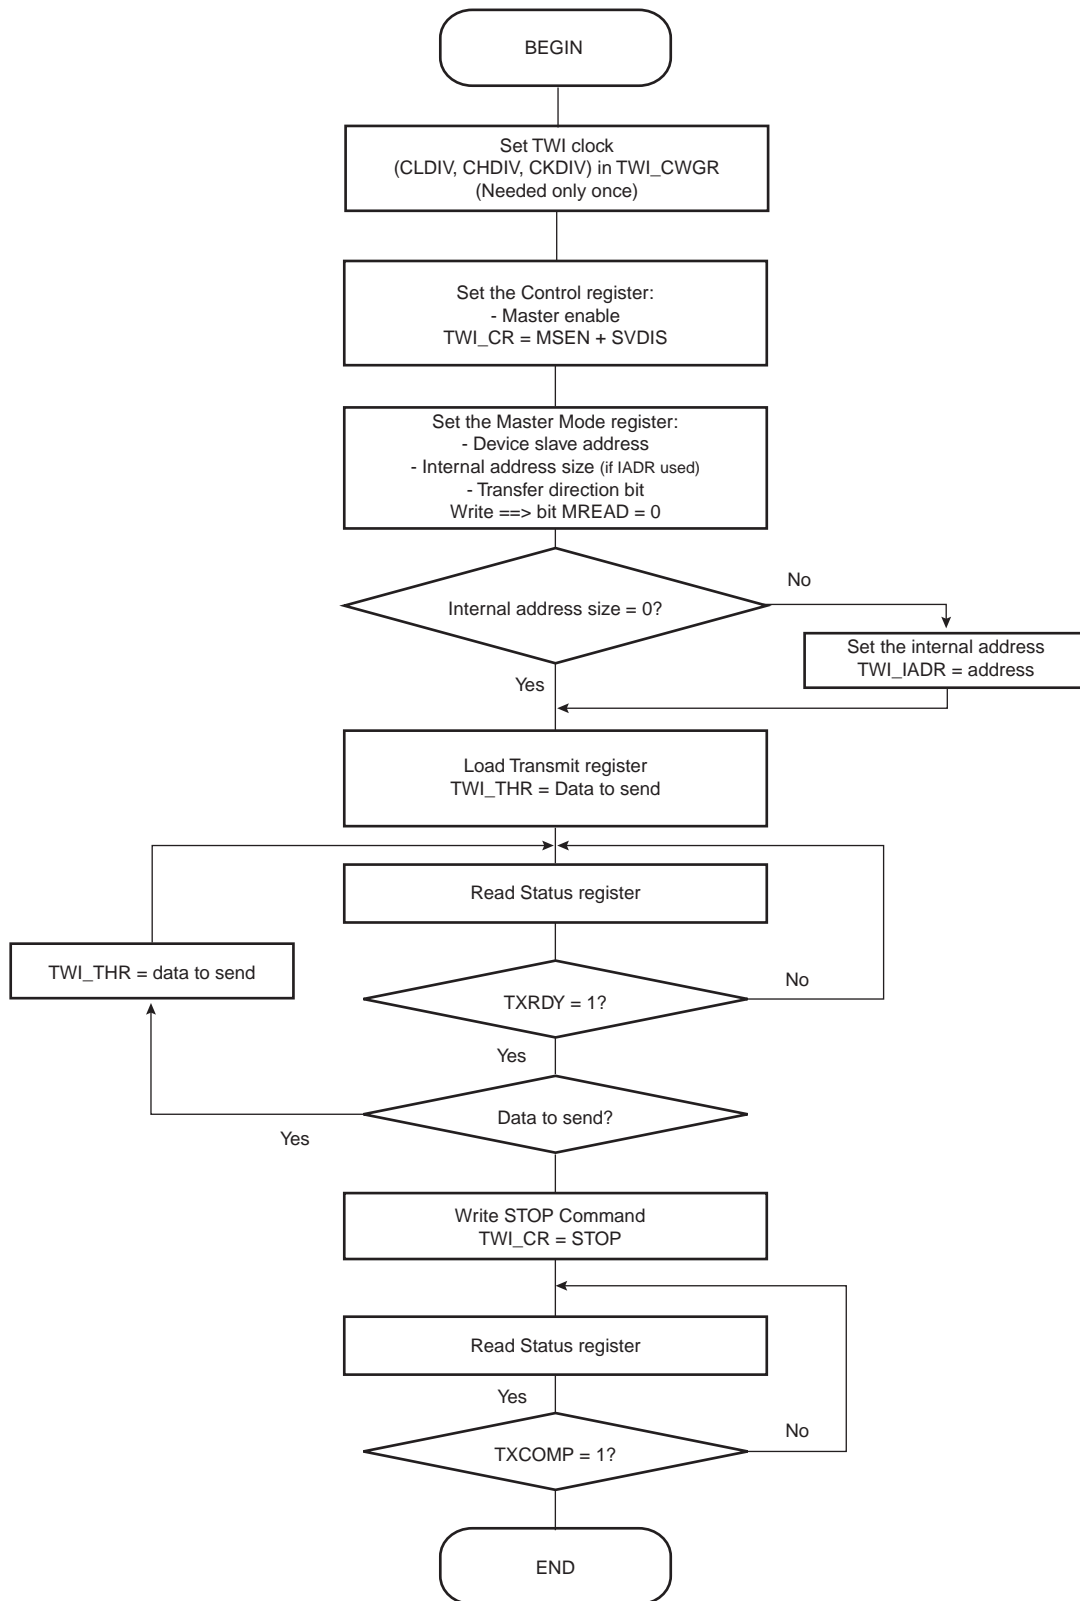 BEGIN
Set TWI clock
(CLDIV, CHDIV, CKDIV) in TWI_CWGR
(Needed only once)
Set the Control register:
- Master enable
TWI_CR = MSEN + SVDIS
Set the Master Mode register:
- Device slave address
- Internal address size (if IADR used)
- Transfer direction bit
Write ==> bit MREAD = 0
No
Internal address size = 0?
Set the internal address
TWI_IADR = address
Yes
Load Transmit register
TWI_THR = Data to send
Read Status register
TWI_THR = data to send
No
TXRDY = 1?
Yes
Data to send?
Yes
Write STOP Command
TWI_CR = STOP
Read Status register
Yes
No
TXCOMP = 1?
END